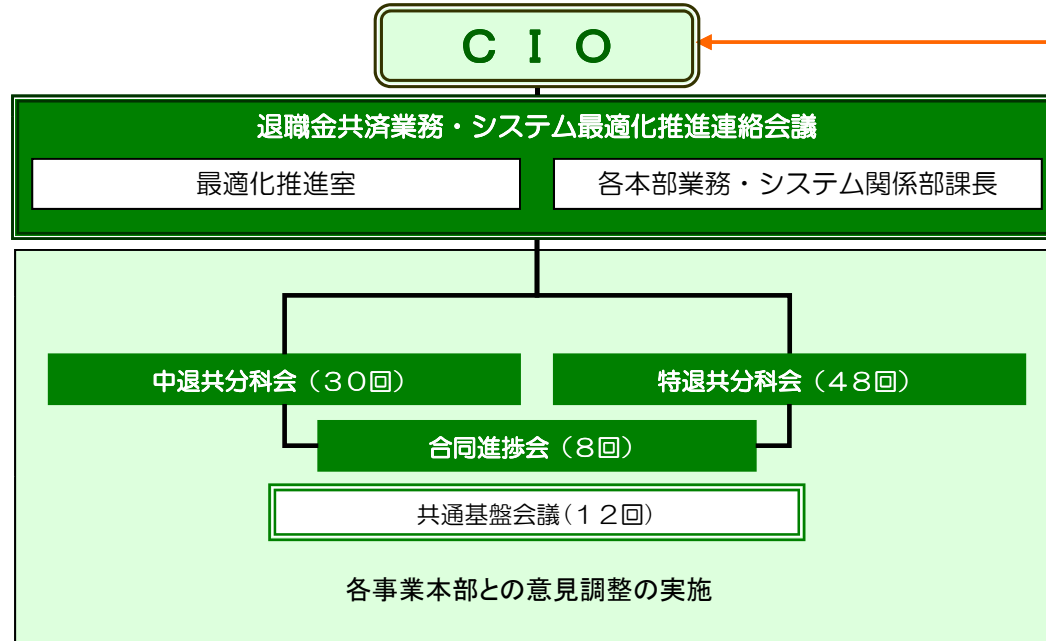 ＣＩＯ
退職金共済業務・システム最適化推進連絡会議
最適化推進室
各本部業務・システム関係部課長
中退共分科会（３０回）
特退共分科会（４８回）
合同進捗会（８回）
共通基盤会議（１２回）
各事業本部との意見調整の実施